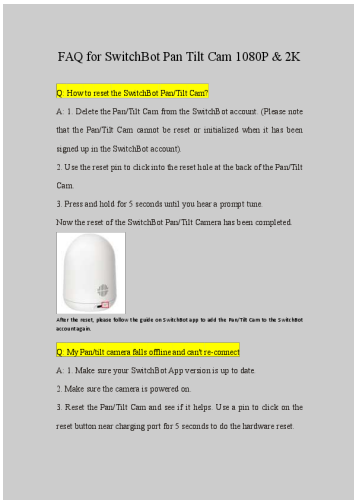 FAQ for SwitchBot Pan Tilt Cam 1080P & 2K
Q: How to reset the SwitchBot Pan/Tilt Cam?
A: 1. Delete the Pan/Tilt Cam from the SwitchBot account. (Please note
that the Pan/Tilt Cam cannot be reset or initialized when it has been
signed up in the SwitchBot account).
2. Use the reset pin to click into the reset hole at the back of the Pan/Tilt
Cam.
3. Press and hold for 5 seconds until you hear a prompt tune.
Now the reset of the SwitchBot Pan/Tilt Camera has been completed.
After the reset, please follow the guide on SwitchBot app to add the Pan/Tilt Cam to the SwitchBot
account again.
Q: My Pan/tilt camera falls offline and can't re-connect
A: 1. Make sure your SwitchBot App version is up to date.
2. Make sure the camera is powered on.
3. Reset the Pan/Tilt Cam and see if it helps. Use a pin to click on the
reset button near charging port for 5 seconds to do the hardware reset.